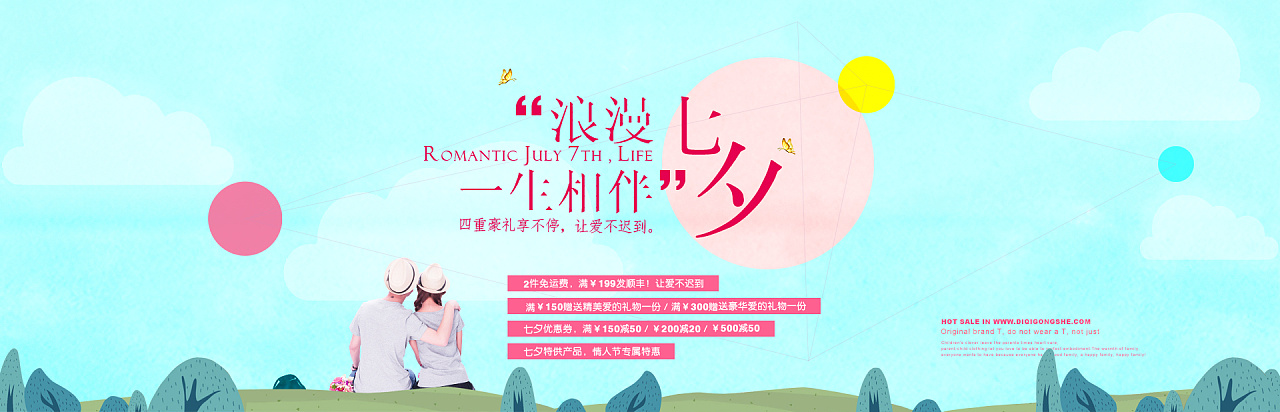 “浪漫七夕
ROMANTIC JULY 7TH , LIFE
一生相伴”
四重豪礼享不停，让爱不迟到。
2件免运费，满￥199发顺丰！让爱不迟到
满￥150赠送精美爱的礼物一份 / 满￥300赠送豪华爱的礼物一份
七夕优惠券，满￥150减50 / ￥200减20 / ￥500减50
七夕特供产品，情人节专属特惠
HOT SALE IN WWW.DIQIGONGSHE.COM
Original brand T, do not wear a T, not just